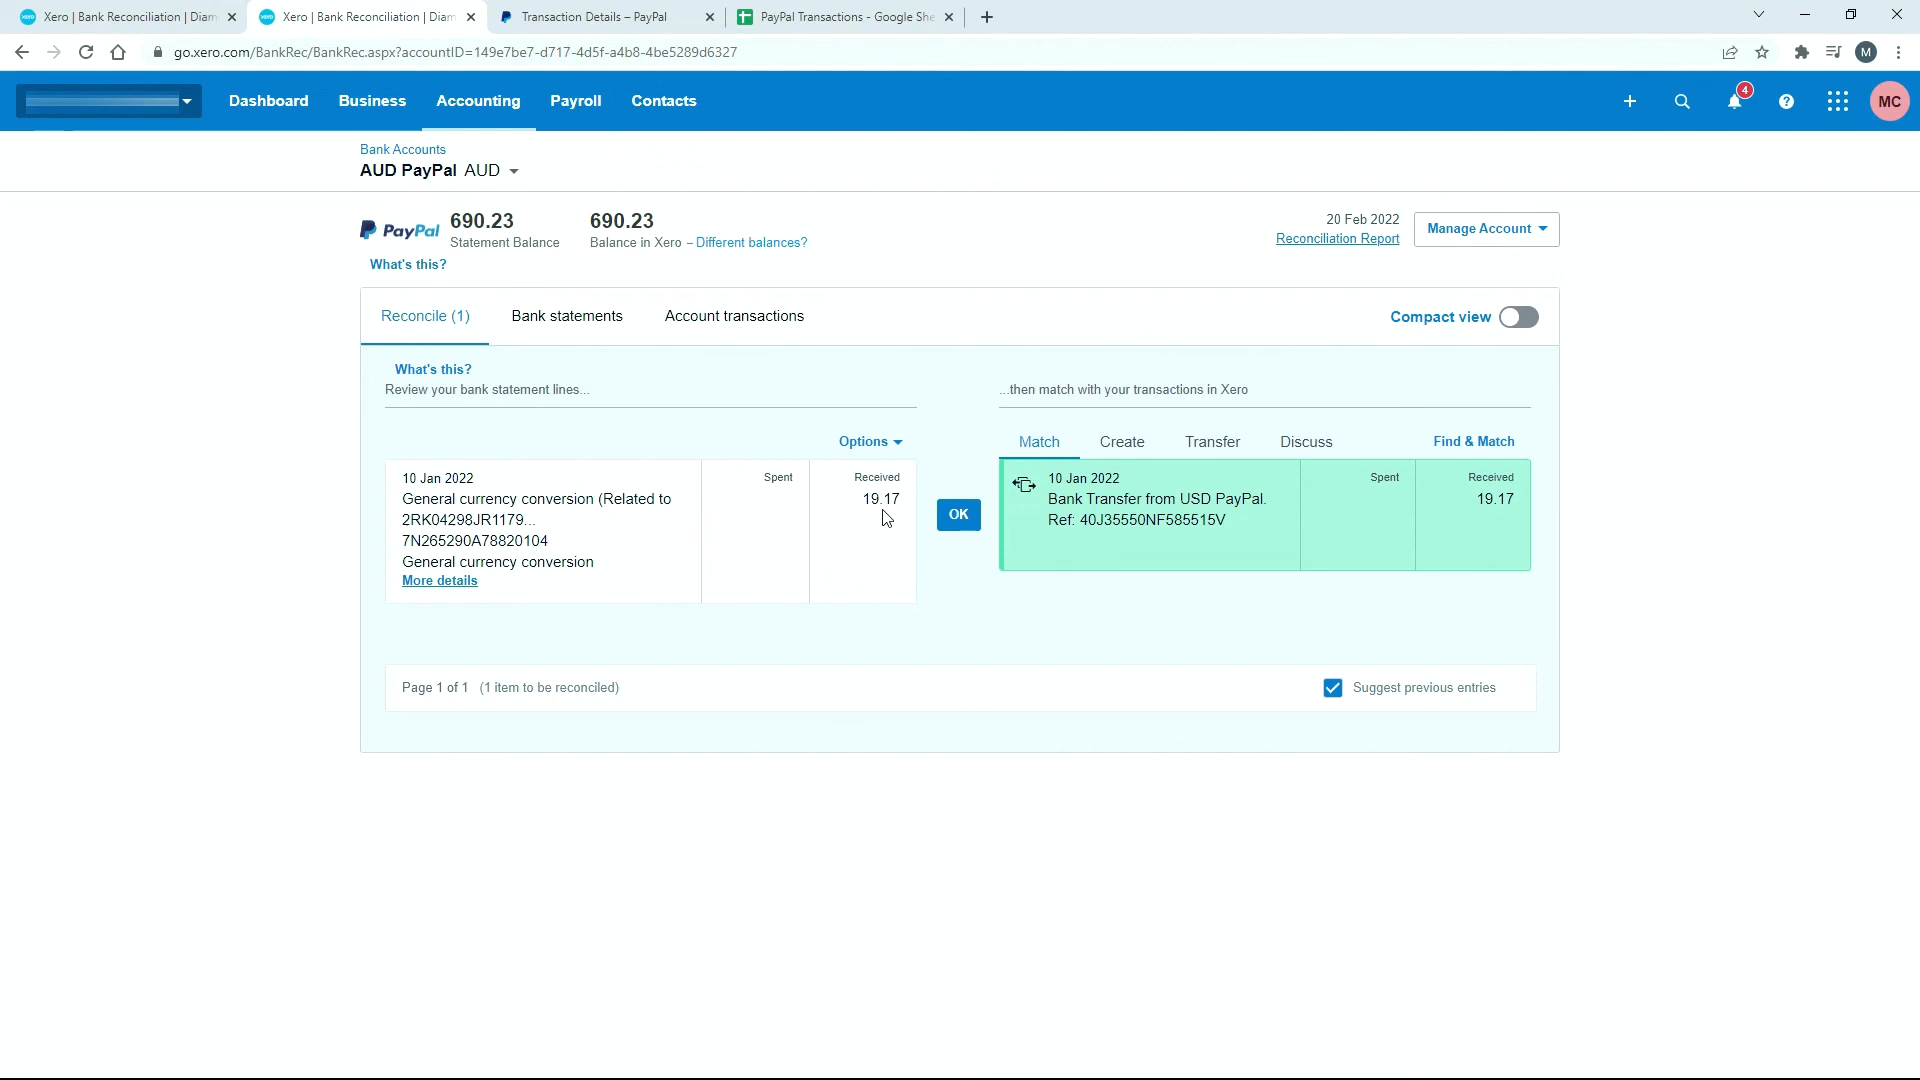 Xero | Bank Reconciliation | Diam
Xero | Bank Reconciliation | Diam
Transaction Details – PayPal
PayPal Transactions - Google She
go.xero.com/BankRec/BankRec.aspx?accountID=149e7be7-d717-4d5f-a4b8-4be5289d6327
M
Dashboard
Business
Accounting
Payroll
Contacts
4
MC
Bank Accounts
AUD PayPal AUD
PayPal
690.23
Statement Balance
690.23
Balance in Xero – Different balances?
What's this?
20 Feb 2022
Reconciliation Report
Manage Account
Reconcile (1)
Bank statements
Account transactions
Compact view
What's this?
Review your bank statement lines...
...then match with your transactions in Xero
Options
Match
Create
Transfer
Discuss
Find & Match
10 Jan 2022
General currency conversion (Related to
2RK04298JR1179...
7N265290A78820104
General currency conversion
More details
Spent
Received
19.17
OK
10 Jan 2022
Bank Transfer from USD PayPal.
Ref: 40J35550NF585515V
Spent
Received
19.17
Page 1 of 1 (1 item to be reconciled)
Suggest previous entries